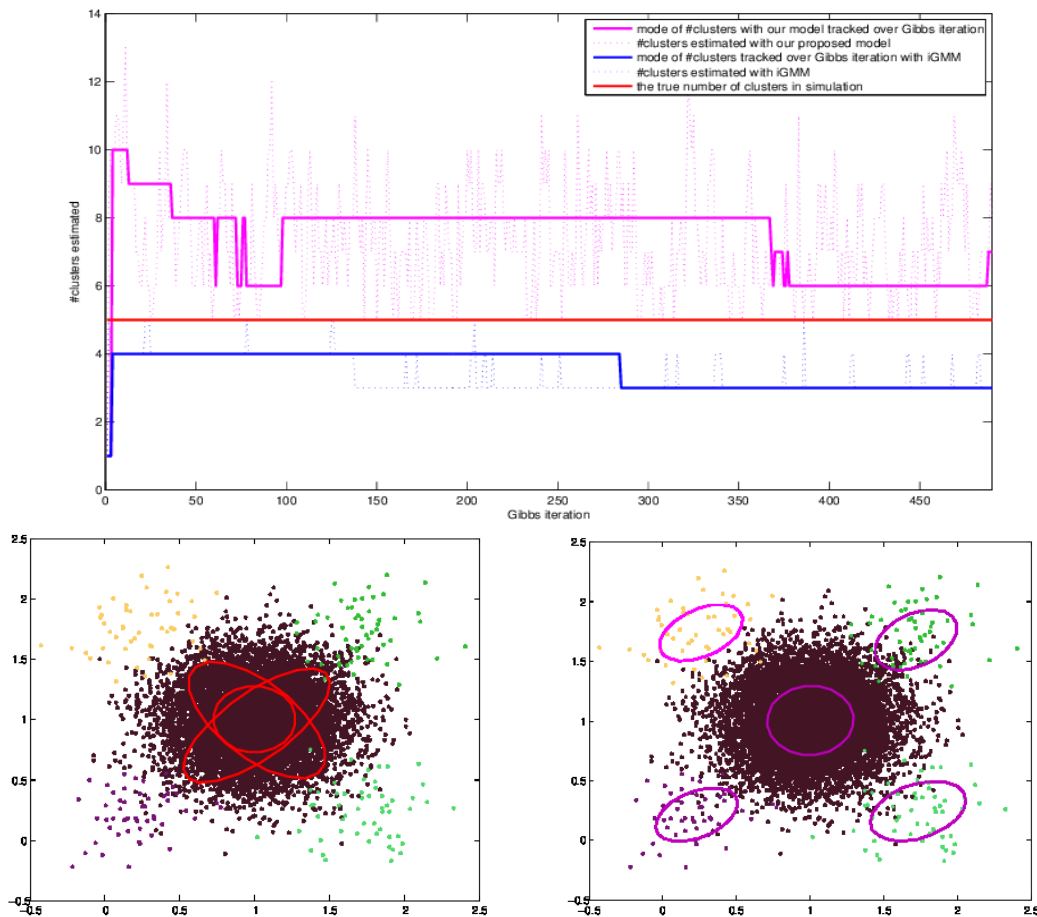 mode of #clusters with our model tracked over Gibbs iteration
#clusters estimated with our proposed model
mode of #clusters tracked over Gibbs iteration with iGMM
#clusters estimated with iGMM
the true number of clusters in simulation
14
12
10
8
6
4
2
0
#clusters estimated
0 50 100 150 200 250 300 350 400 450
Gibbs iteration
2.5
2
1.5
1
0.5
0
-0.5
-0.5 0 0.5 1 1.5 2 2.5
2.5
2
1.5
1
0.5
0
-0.5
-0.5 0 0.5 1 1.5 2 2.5